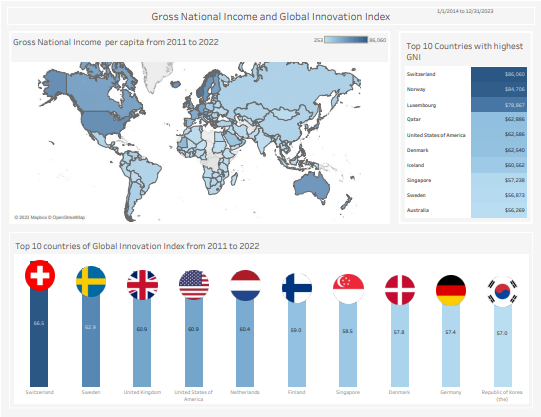 Gross National Income and Global Innovation Index
1/1/2014 to 12/31/2023
Gross National Income per capita from 2011 to 2022
253
86,060
Top 10 Countries with highest
GNI
Switzerland $86,060
Norway $84,706
Luxembourg $78,867
Qatar $62,886
United States of America $62,586
Denmark $62,540
Iceland $60,562
Singapore $57,238
Sweden $56,873
Australia $56,269
© 2023 Mapbox © OpenStreetMap
Top 10 countries of Global Innovation Index from 2011 to 2022
66.5 62.9 60.9 60.9 60.4 59.0 58.5 57.8 57.4 57.0
Switzerland Sweden United Kingdom United States of Netherlands Finland Singapore Denmark Germany Republic of Korea
America (the)